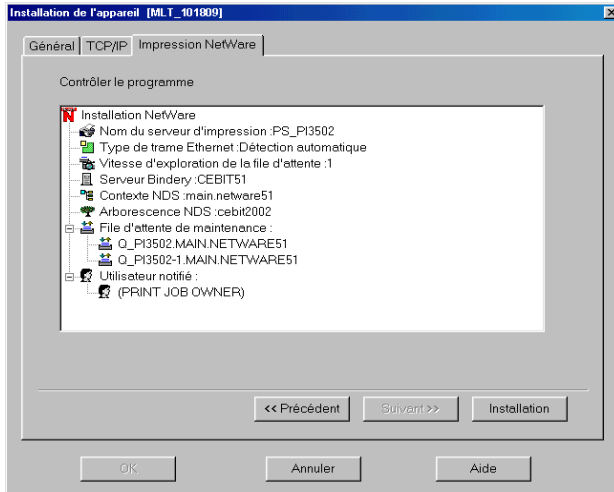 Installation de l'appareil [MLT_101809]
Général TCP/IP Impression NetWare
Contrôler le programme
Installation NetWare
Nom du serveur d'impression :PS_PI3502
Type de trame Ethernet :Détection automatique
Vitesse d'exploration de la file d'attente :1
Serveur Bindery :CEBIT51
Contexte NDS :main.netware51
Arborescence NDS :cebit2002
File d'attente de maintenance :
Q_PI3502.MAIN.NETWARE51
Q_PI3502-1.MAIN.NETWARE51
Utilisateur notifié :
(PRINT JOB OWNER)
<< Précédent Suivant >> Installation
OK Annuler Aide